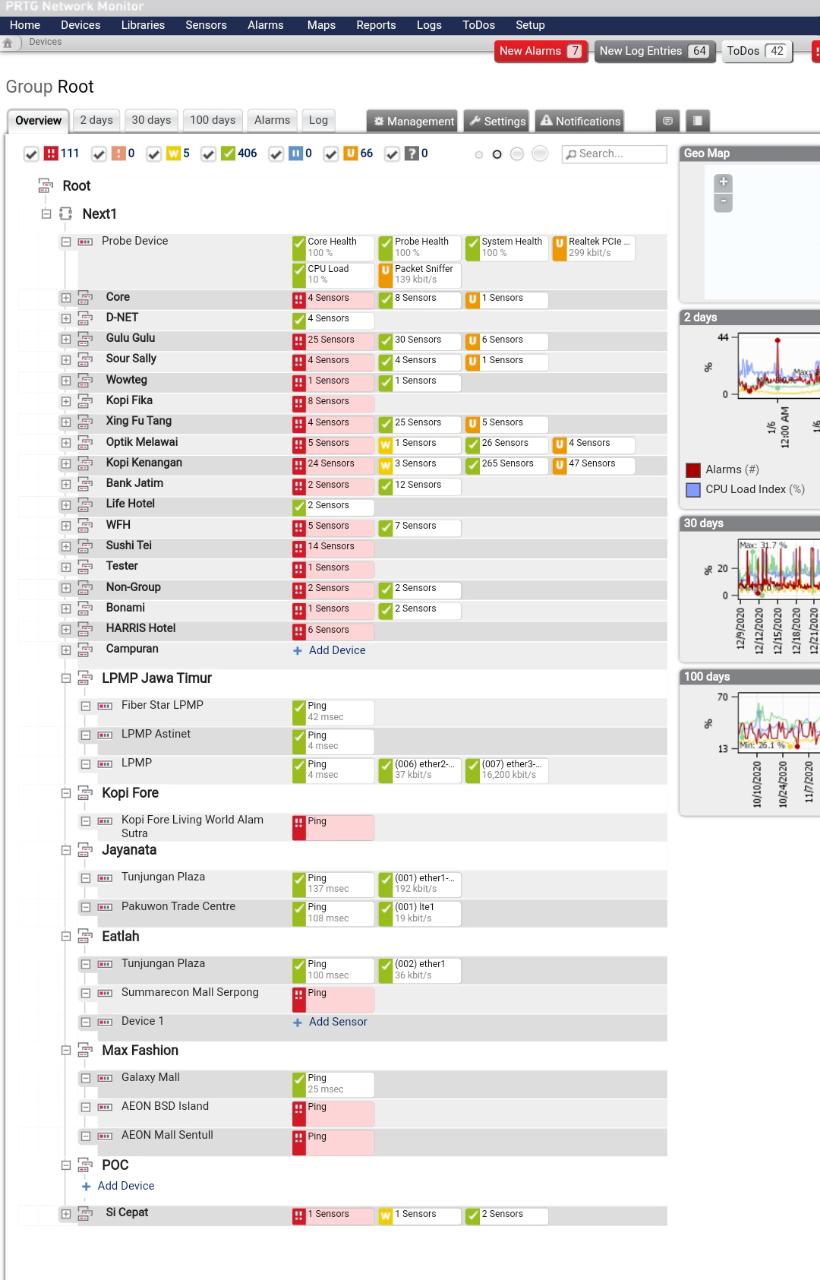 PRTG Network Monitor
Home Devices Libraries Sensors Alarms Maps Reports Logs ToDos Setup
Devices
New Alarms 7 New Log Entries 64 ToDos 42
Group Root
Overview 2 days 30 days 100 days Alarms Log Management Settings Notifications
!! 111 ! 0 W 5 406 0 U 66 ? 0 Search...
Root
Next1
Probe Device
Core Health 100 % Probe Health 100 % System Health 100 % U Realtek PCIe ... 299 kbit/s
CPU Load 10 % U Packet Sniffer 139 kbit/s
Core !! 4 Sensors 8 Sensors U 1 Sensors
D-NET 4 Sensors
Gulu Gulu !! 25 Sensors 30 Sensors U 6 Sensors
Sour Sally !! 4 Sensors 4 Sensors U 1 Sensors
Wowteg !! 1 Sensors 1 Sensors
Kopi Fika !! 8 Sensors
Xing Fu Tang !! 4 Sensors 25 Sensors U 5 Sensors
Optik Melawai !! 5 Sensors W 1 Sensors 26 Sensors U 4 Sensors
Kopi Kenangan !! 24 Sensors W 3 Sensors 265 Sensors U 47 Sensors
Bank Jatim !! 2 Sensors 12 Sensors
Life Hotel 2 Sensors
WFH !! 5 Sensors 7 Sensors
Sushi Tei !! 14 Sensors
Tester !! 1 Sensors
Non-Group !! 2 Sensors 2 Sensors
Bonami !! 1 Sensors 2 Sensors
HARRIS Hotel !! 6 Sensors
Campuran + Add Device
LPMP Jawa Timur
Fiber Star LPMP Ping 42 msec
LPMP Astinet Ping 4 msec
LPMP Ping 4 msec (006) ether2-... 37 kbit/s (007) ether3-... 16,200 kbit/s
Kopi Fore
Kopi Fore Living World Alam !! Ping
Sutra
Jayanata
Tunjungan Plaza Ping 137 msec (001) ether1-... 192 kbit/s
Pakuwon Trade Centre Ping 108 msec (001) lte1 19 kbit/s
Eatlah
Tunjungan Plaza Ping 100 msec (002) ether1 36 kbit/s
Summarecon Mall Serpong !! Ping
Device 1 + Add Sensor
Max Fashion
Galaxy Mall Ping 25 msec
AEON BSD Island !! Ping
AEON Mall Sentull !! Ping
POC
+ Add Device
Si Cepat !! 1 Sensors W 1 Sensors 2 Sensors
Geo Map
+
-
2 days
44
%
0
Max:
1/6
12:00 AM
1/6
Alarms (#)
CPU Load Index (%)
30 days
Max: 31.7 %
%
20
0
12/9/2020
12/12/2020
12/15/2020
12/18/2020
12/21/2020
100 days
70
%
13
Min: 26.1 %
10/10/2020
10/24/2020
11/7/2020